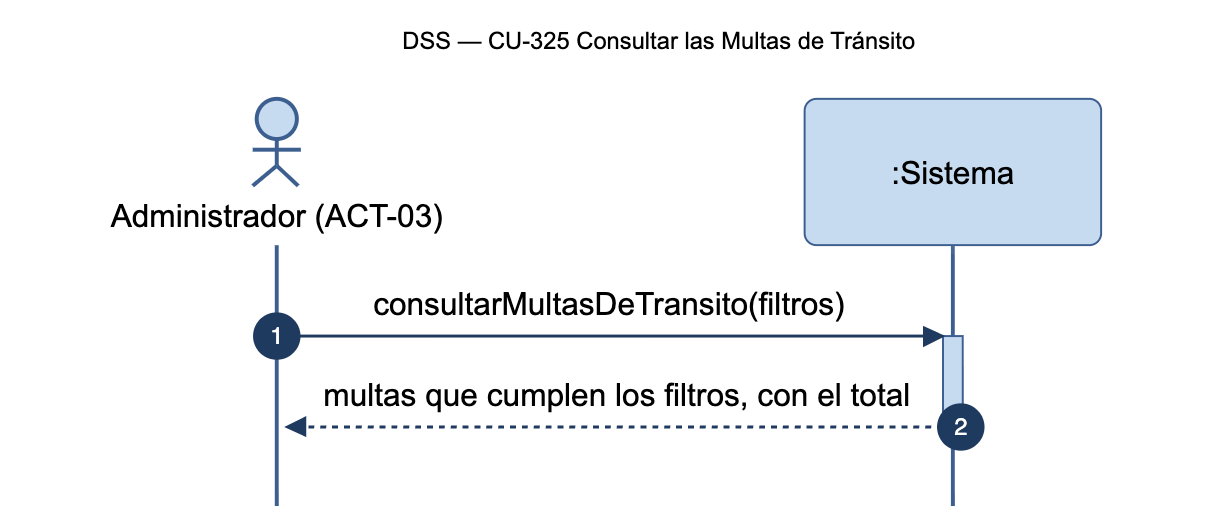 DSS — CU-325 Consultar las Multas de Tránsito
:Sistema
Administrador (ACT-03)
consultarMultasDeTransito(filtros)
1
multas que cumplen los filtros, con el total
2